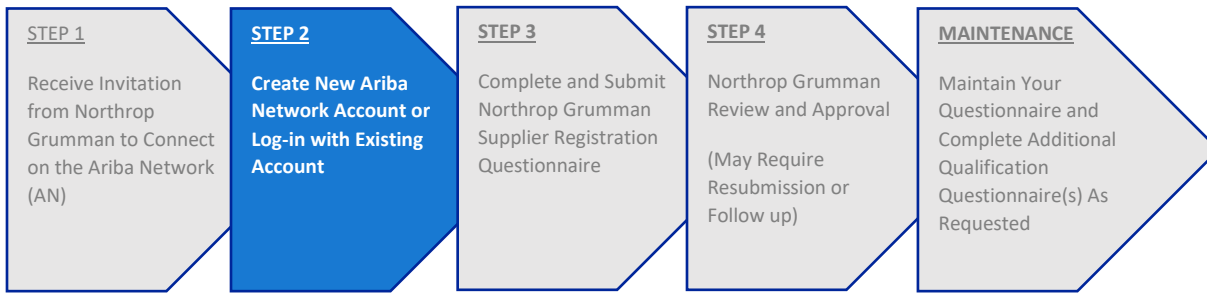 STEP 1
Receive Invitation
from Northrop
Grumman to Connect
on the Ariba Network
(AN)
STEP 2
Create New Ariba
Network Account or
Log-in with Existing
Account
STEP 3
Complete and Submit
Northrop Grumman
Supplier Registration
Questionnaire
STEP 4
Northrop Grumman
Review and Approval
(May Require
Resubmission or
Follow up)
MAINTENANCE
Maintain Your
Questionnaire and
Complete Additional
Qualification
Questionnaire(s) As
Requested